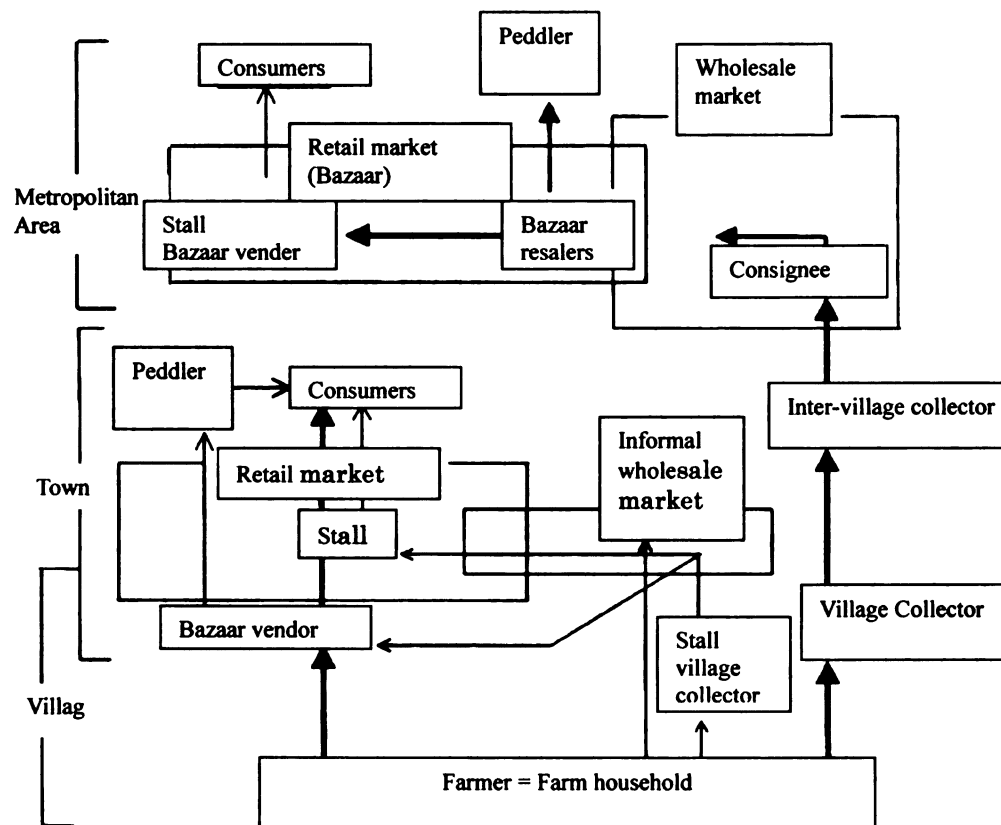 Peddler
Consumers
Wholesale
market
Retail market
(Bazaar)
Metropolitan
Area
Stall
Bazaar vender
Bazaar
resalers
Consignee
Peddler
Consumers
Inter-village collector
Informal
wholesale
market
Retail market
Town
Stall
Village Collector
Bazaar vendor
Stall
village
collector
Villag
Farmer = Farm household